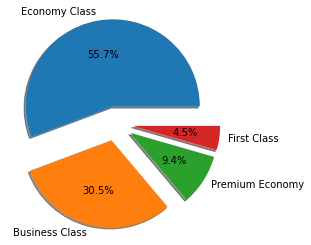 Economy Class
55.7%
4.5%
First Class
9.4%
Premium Economy
30.5%
Business Class